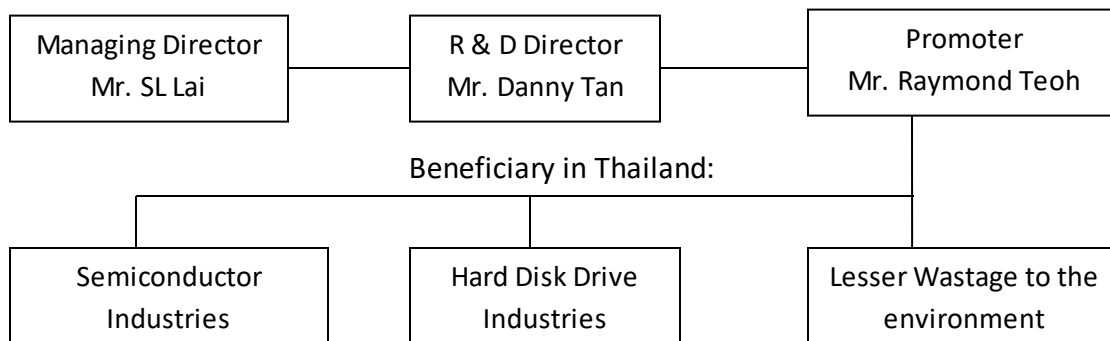 Managing Director
Mr. SL Lai
R & D Director
Mr. Danny Tan
Promoter
Mr. Raymond Teoh
Beneficiary in Thailand:
Semiconductor
Industries
Hard Disk Drive
Industries
Lesser Wastage to the
environment